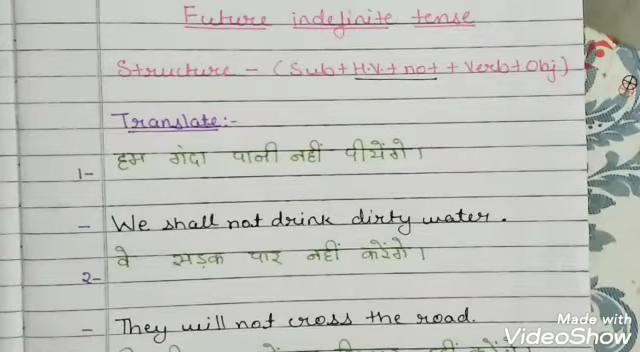 Future indefinite tense
Structure - (Sub+H.V.+not+Verb+Obj)
Translate:-
1- हम गंदा पानी नहीं पीयेंगे।
- We shall not drink dirty water.
2- वे सड़क पार नहीं करेंगे।
- They will not cross the road.
Made with
VideoShow